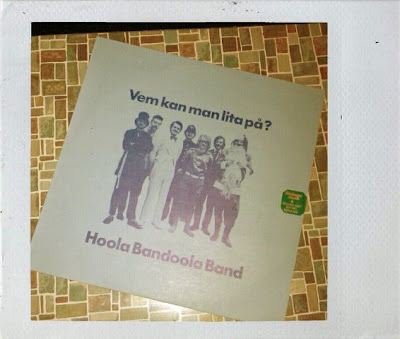 Vem kan man lita på?
Hoola Bandoola Band